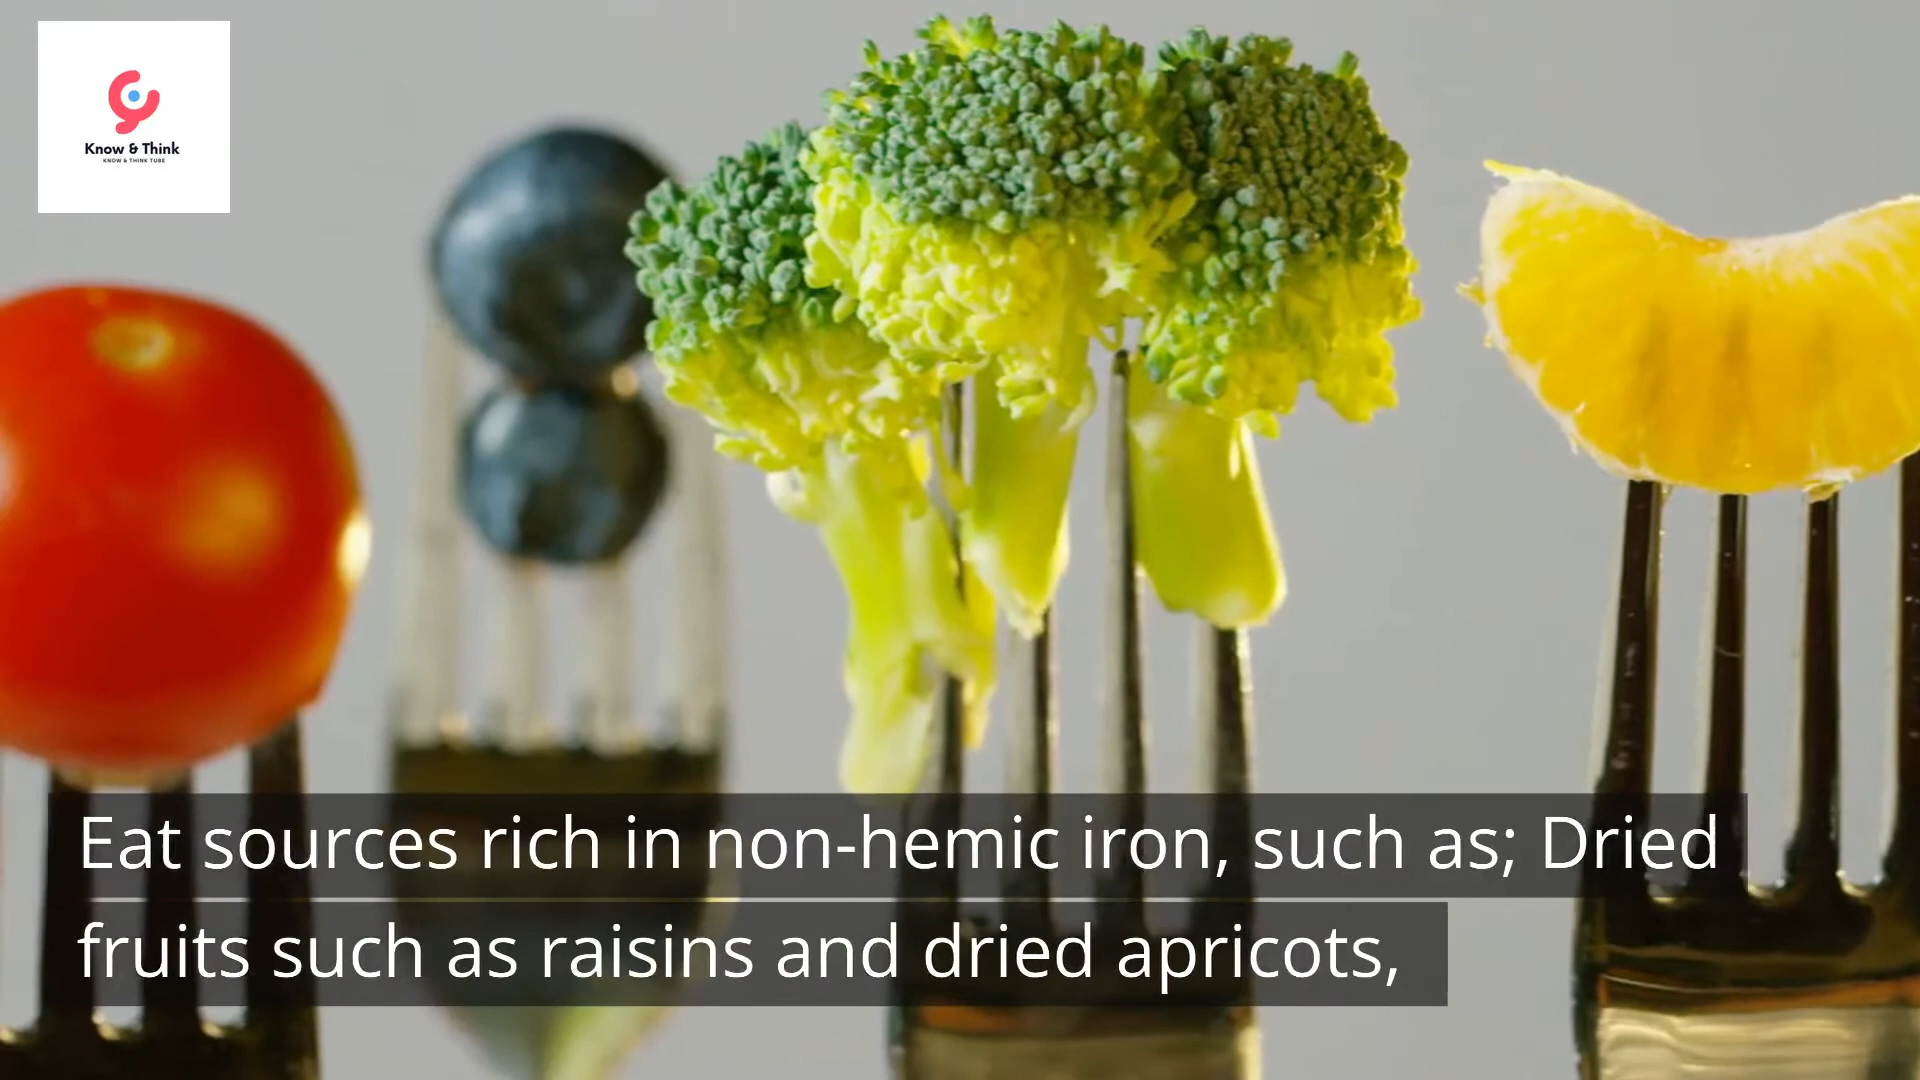 Know & Think
KNOW & THINK TUBE
Eat sources rich in non-hemic iron, such as; Dried
fruits such as raisins and dried apricots,